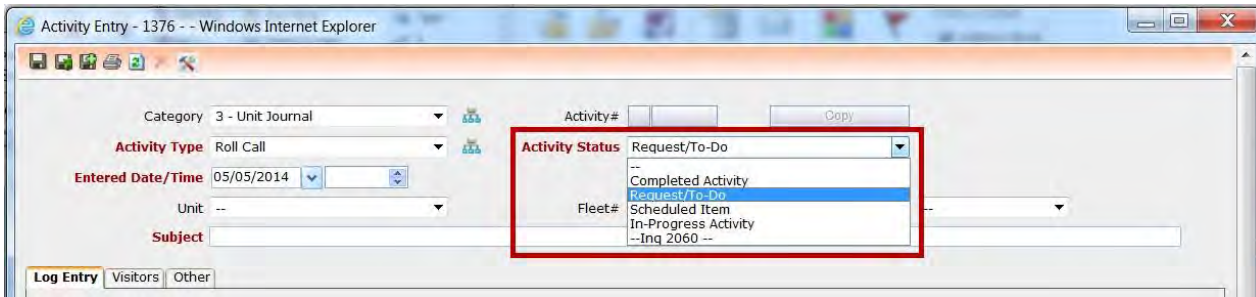 Activity Entry - 1376 - - Windows Internet Explorer
Category 3 - Unit Journal Activity# Copy
Activity Type Roll Call Activity Status Request/To-Do
--
Completed Activity
Entered Date/Time 05/05/2014 Request/To-Do
Unit -- Fleet# Scheduled Item --
In-Progress Activity
Subject --Inq 2060 --
Log Entry Visitors Other